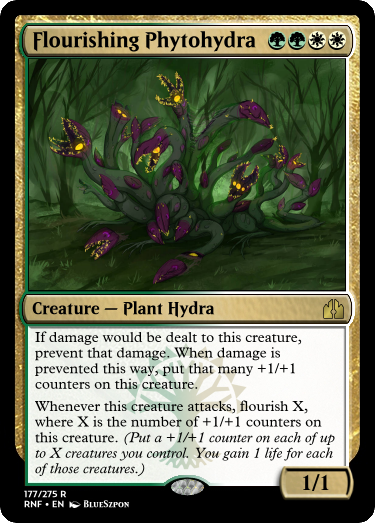 Flourishing Phytohydra
Creature — Plant Hydra
If damage would be dealt to this creature,
prevent that damage. When damage is
prevented this way, put that many +1/+1
counters on this creature.
Whenever this creature attacks, flourish X,
where X is the number of +1/+1 counters on
this creature. (Put a +1/+1 counter on each of up
to X creatures you control. You gain 1 life for each
of those creatures.)
1/1
177/275 R
RNF • EN BlueSzpon